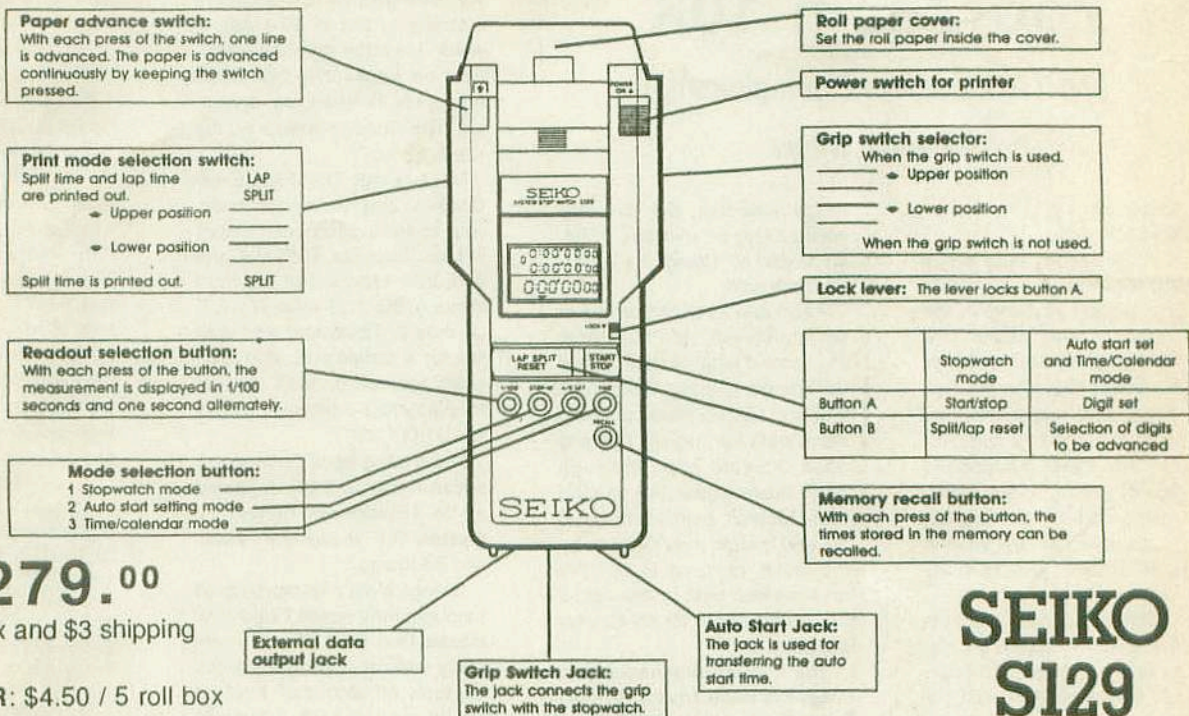 Paper advance switch:
With each press of the switch, one line
is advanced. The paper is advanced
continuously by keeping the switch
pressed.
Print mode selection switch:
Split time and lap time LAP
are printed out. SPLIT
Upper position
Lower position
Split time is printed out. SPLIT
Readout selection button:
With each press of the button, the
measurement is displayed in 1/100
seconds and one second alternately.
Mode selection button:
1 Stopwatch mode
2 Auto start setting mode
3 Time/calendar mode
279.00
x and $3 shipping
R: $4.50 / 5 roll box
External data
output jack
POWER
ON
SEIKO
LOCK
LAP SPLIT
RESET
START
STOP
RECALL
SEIKO
Grip Switch Jack:
The jack connects the grip
switch with the stopwatch.
Auto Start Jack:
The jack is used for
transferring the auto
start time.
Roll paper cover:
Set the roll paper inside the cover.
Power switch for printer
Grip switch selector:
When the grip switch is used.
Upper position
Lower position
When the grip switch is not used.
Lock lever: The lever locks button A.
Stopwatch mode Auto start set and Time/Calendar mode
Button A Start/stop Digit set
Button B Split/lap reset Selection of digits to be advanced
Memory recall button:
With each press of the button, the
times stored in the memory can be
recalled.
SEIKO
S129